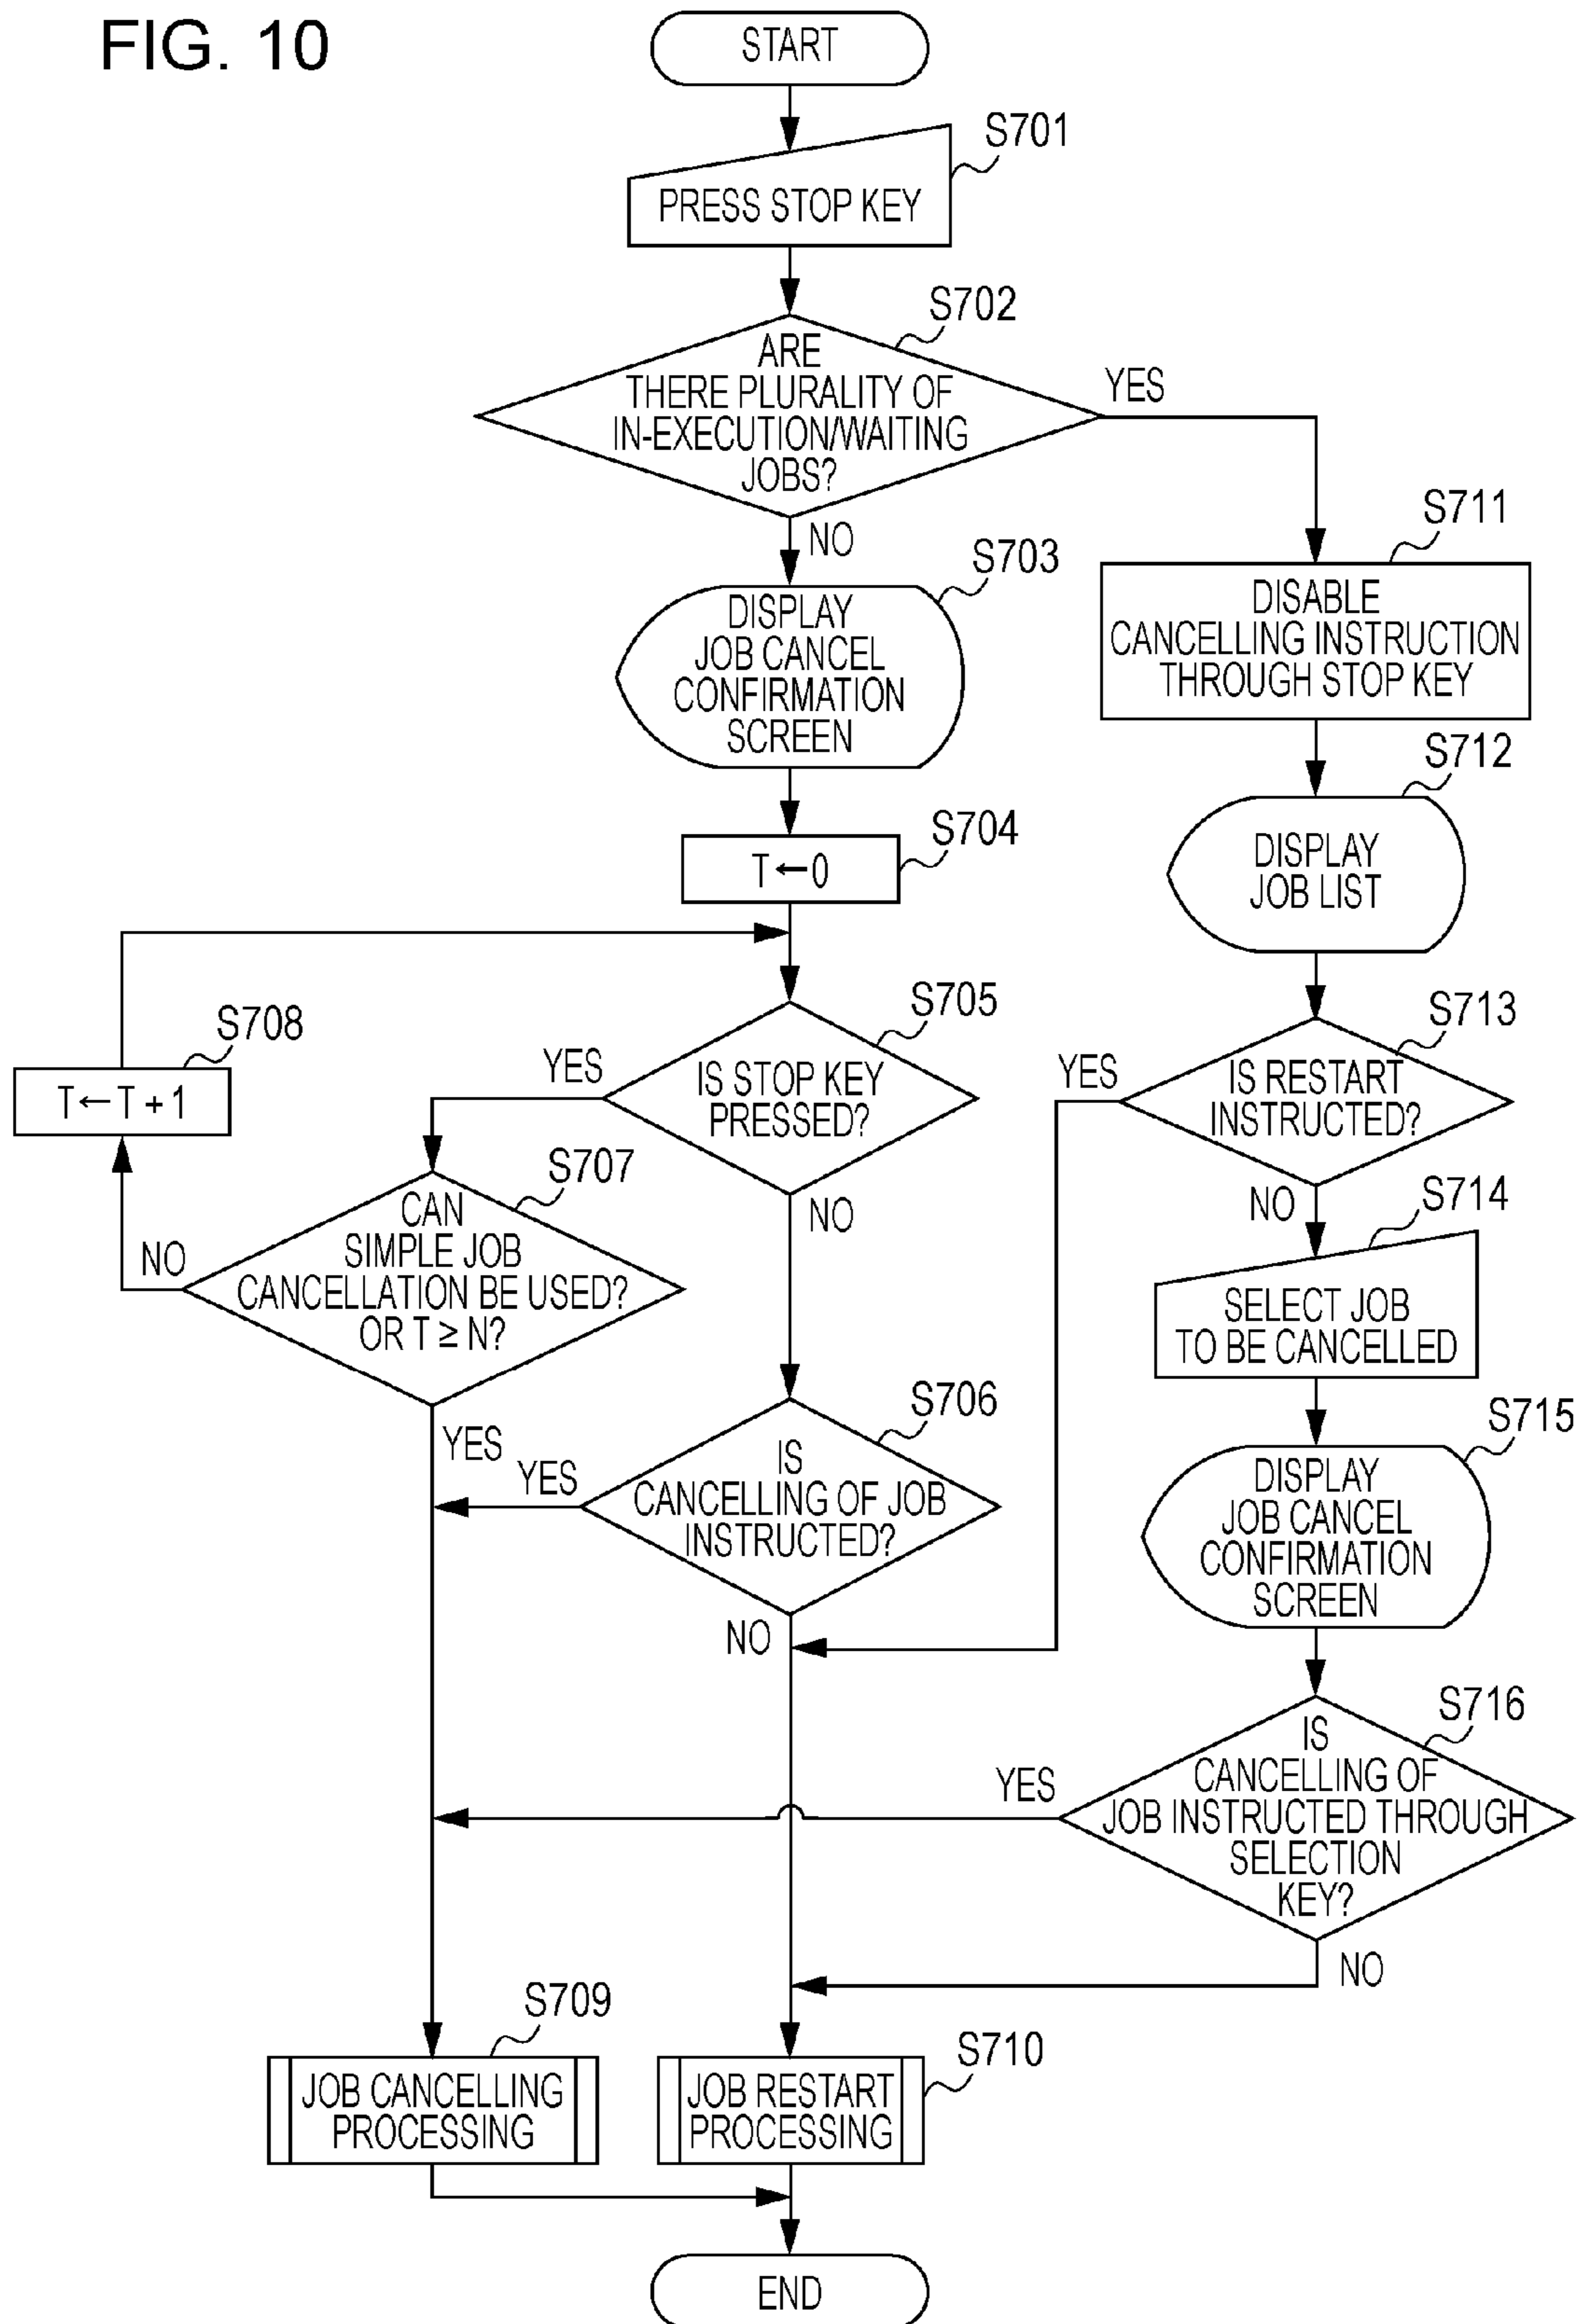 FIG. 10
START
S701
PRESS STOP KEY
S702
ARE
THERE PLURALITY OF
IN-EXECUTION/WAITING
JOBS?
YES
NO
S703
DISPLAY
JOB CANCEL
CONFIRMATION
SCREEN
S711
DISABLE
CANCELLING INSTRUCTION
THROUGH STOP KEY
S704
T←0
S712
DISPLAY
JOB LIST
S705
IS STOP KEY
PRESSED?
YES
NO
S708
T←T+1
S713
IS RESTART
INSTRUCTED?
YES
NO
S707
CAN
SIMPLE JOB
CANCELLATION BE USED?
OR T ≥ N?
NO
YES
S714
SELECT JOB
TO BE CANCELLED
S706
IS
CANCELLING OF JOB
INSTRUCTED?
YES
NO
S715
DISPLAY
JOB CANCEL
CONFIRMATION
SCREEN
S716
IS
CANCELLING OF
JOB INSTRUCTED THROUGH
SELECTION
KEY?
YES
NO
S709
JOB CANCELLING
PROCESSING
S710
JOB RESTART
PROCESSING
END